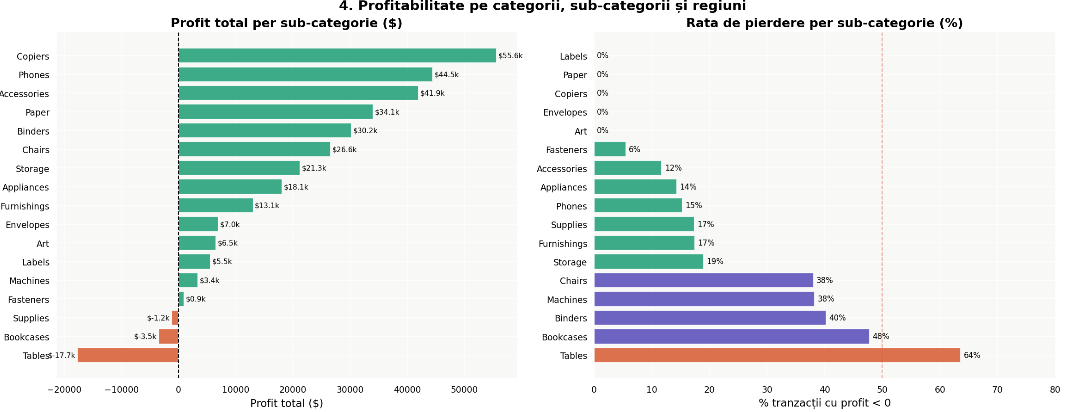 4. Profitabilitate pe categorii, sub-categorii și regiuni
Profit total per sub-categorie ($)
Copiers $55.6k
Phones $44.5k
Accessories $41.9k
Paper $34.1k
Binders $30.2k
Chairs $26.6k
Storage $21.3k
Appliances $18.1k
Furnishings $13.1k
Envelopes $7.0k
Art $6.5k
Labels $5.5k
Machines $3.4k
Fasteners $0.9k
Supplies $-1.2k
Bookcases $-3.5k
Tables $-17.7k
−20000 −10000 0 10000 20000 30000 40000 50000
Profit total ($)
Rata de pierdere per sub-categorie (%)
Labels 0%
Paper 0%
Copiers 0%
Envelopes 0%
Art 0%
Fasteners 6%
Accessories 12%
Appliances 14%
Phones 15%
Supplies 17%
Furnishings 17%
Storage 19%
Chairs 38%
Machines 38%
Binders 40%
Bookcases 48%
Tables 64%
0 10 20 30 40 50 60 70 80
% tranzacții cu profit < 0